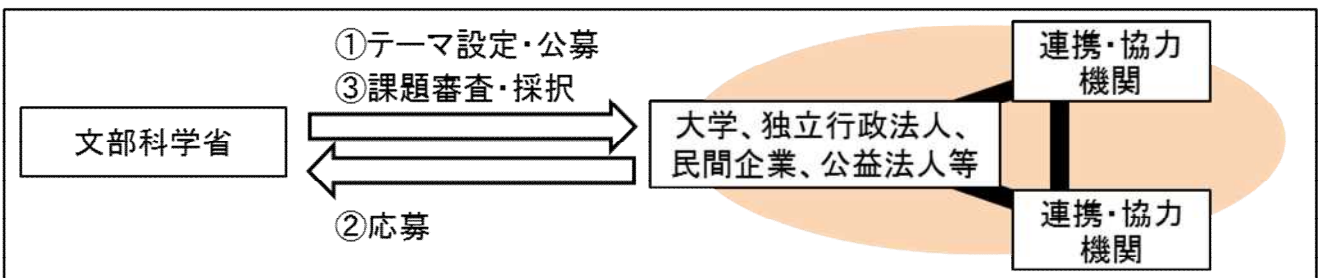 ①テーマ設定・公募
③課題審査・採択
文部科学省
②応募
大学、独立行政法人、
民間企業、公益法人等
連携・協力
機関
連携・協力
機関